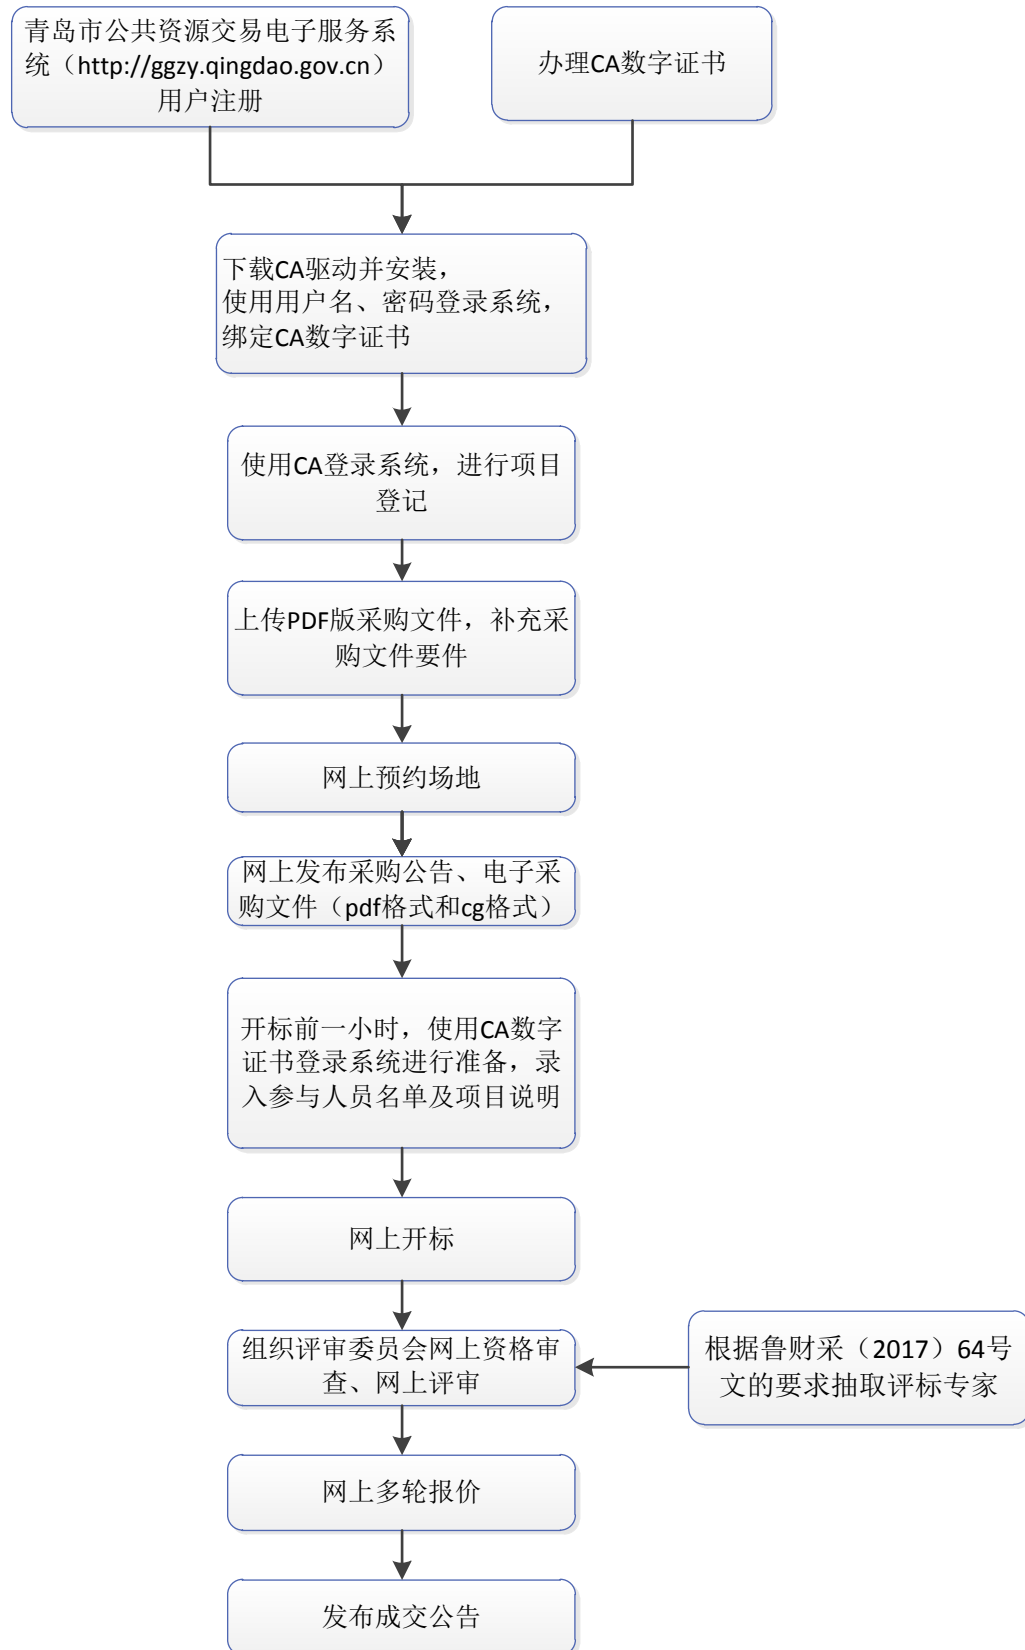 青岛市公共资源交易电子服务系
统（http://ggzy.qingdao.gov.cn）
用户注册
办理CA数字证书
下载CA驱动并安装，
使用用户名、密码登录系统，
绑定CA数字证书
使用CA登录系统，进行项目
登记
上传PDF版采购文件，补充采
购文件要件
网上预约场地
网上发布采购公告、电子采
购文件（pdf格式和cg格式）
开标前一小时，使用CA数字
证书登录系统进行准备，录
入参与人员名单及项目说明
网上开标
组织评审委员会网上资格审
查、网上评审
根据鲁财采（2017）64号
文的要求抽取评标专家
网上多轮报价
发布成交公告